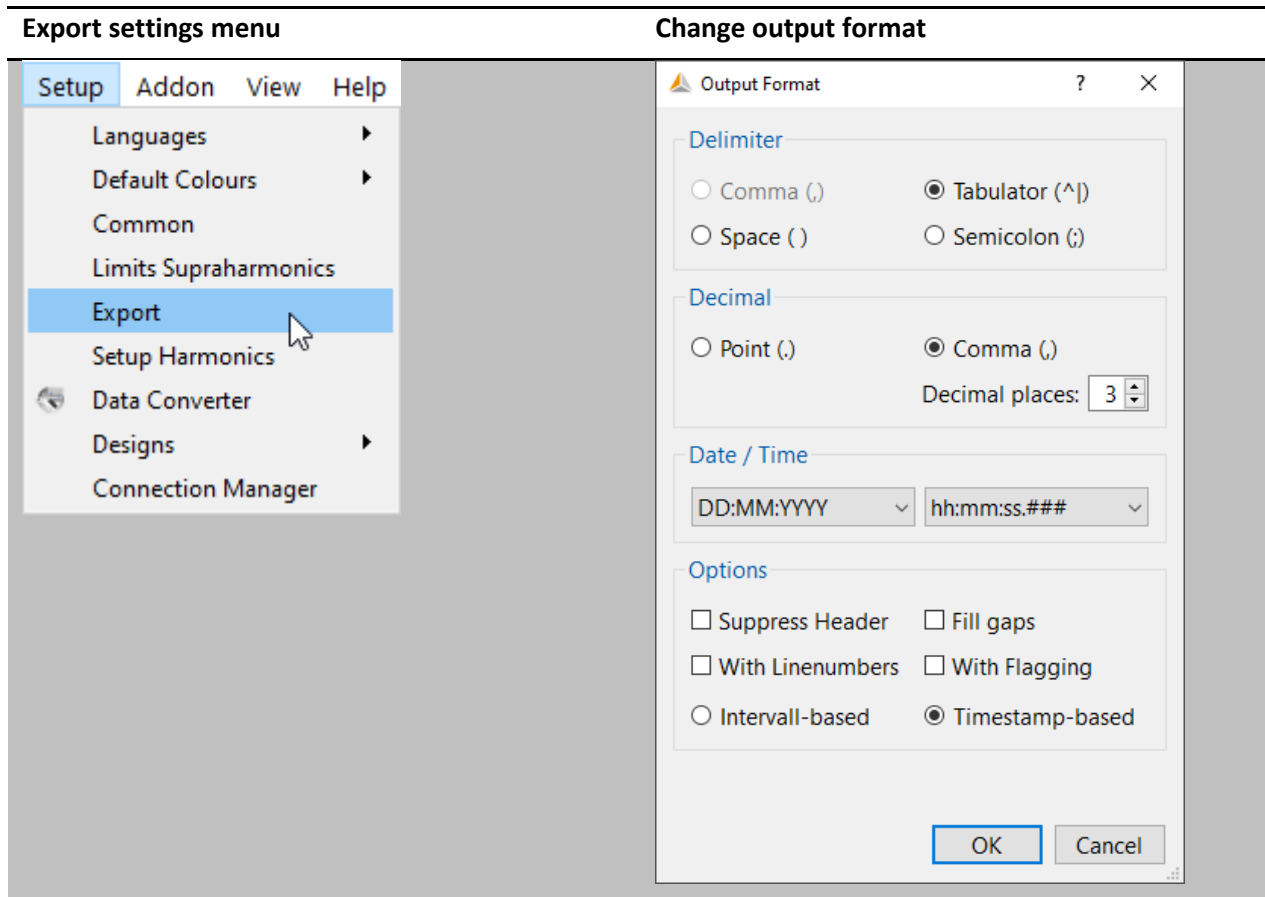 Export settings menu
Change output format
Setup Addon View Help
Languages
Default Colours
Common
Limits Supraharmonics
Export
Setup Harmonics
Data Converter
Designs
Connection Manager
Output Format ?
Delimiter
Comma (,) Tabulator (^|)
Space ( ) Semicolon (;)
Decimal
Point (.) Comma (,)
Decimal places: 3
Date / Time
DD:MM:YYYY hh:mm:ss.###
Options
Suppress Header Fill gaps
With Linenumbers With Flagging
Intervall-based Timestamp-based
OK Cancel